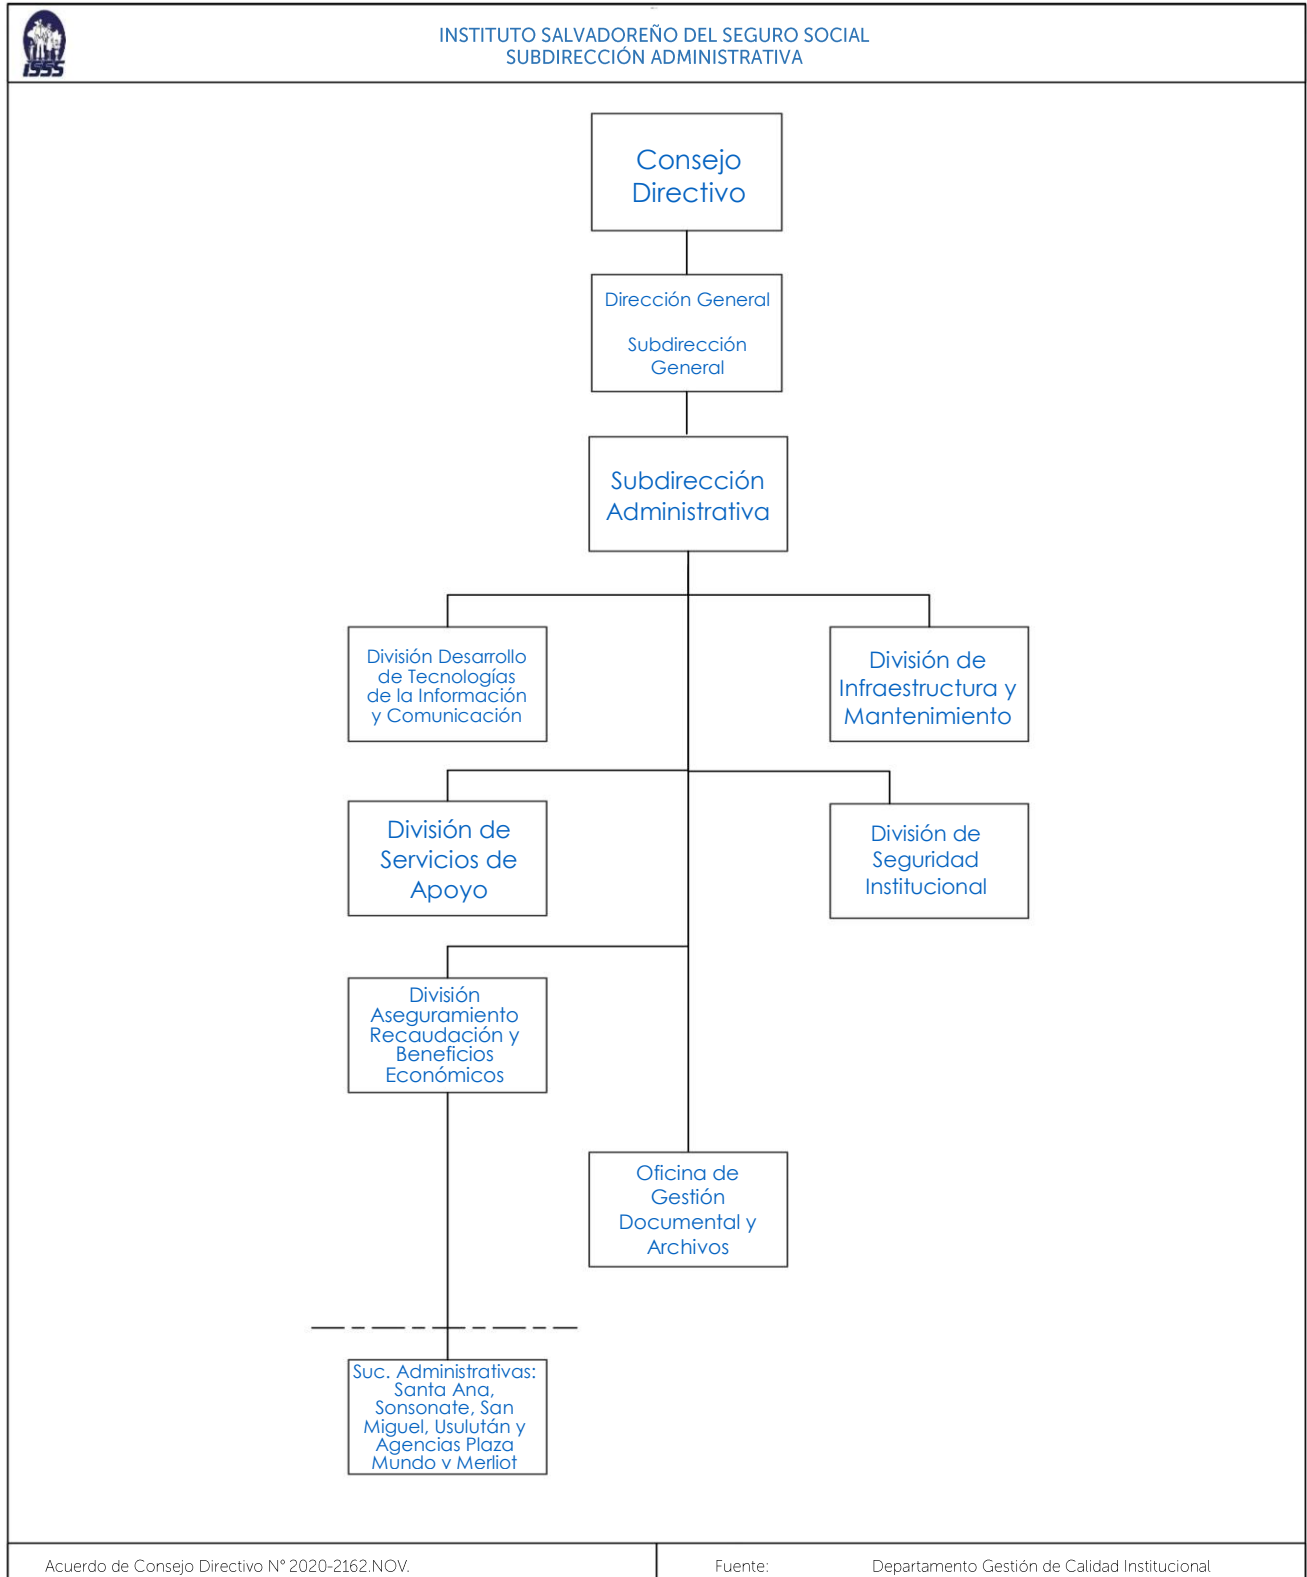 ISSS
INSTITUTO SALVADOREÑO DEL SEGURO SOCIAL
SUBDIRECCIÓN ADMINISTRATIVA
Consejo
Directivo
Dirección General
Subdirección
General
Subdirección
Administrativa
División Desarrollo
de Tecnologías
de la Información
y Comunicación
División de
Infraestructura y
Mantenimiento
División de
Servicios de
Apoyo
División de
Seguridad
Institucional
División
Aseguramiento
Recaudación y
Beneficios
Económicos
Oficina de
Gestión
Documental y
Archivos
Suc. Administrativas:
Santa Ana,
Sonsonate, San
Miguel, Usulután y
Agencias Plaza
Mundo y Merliot
Acuerdo de Consejo Directivo N° 2020-2162.NOV.
Fuente: Departamento Gestión de Calidad Institucional